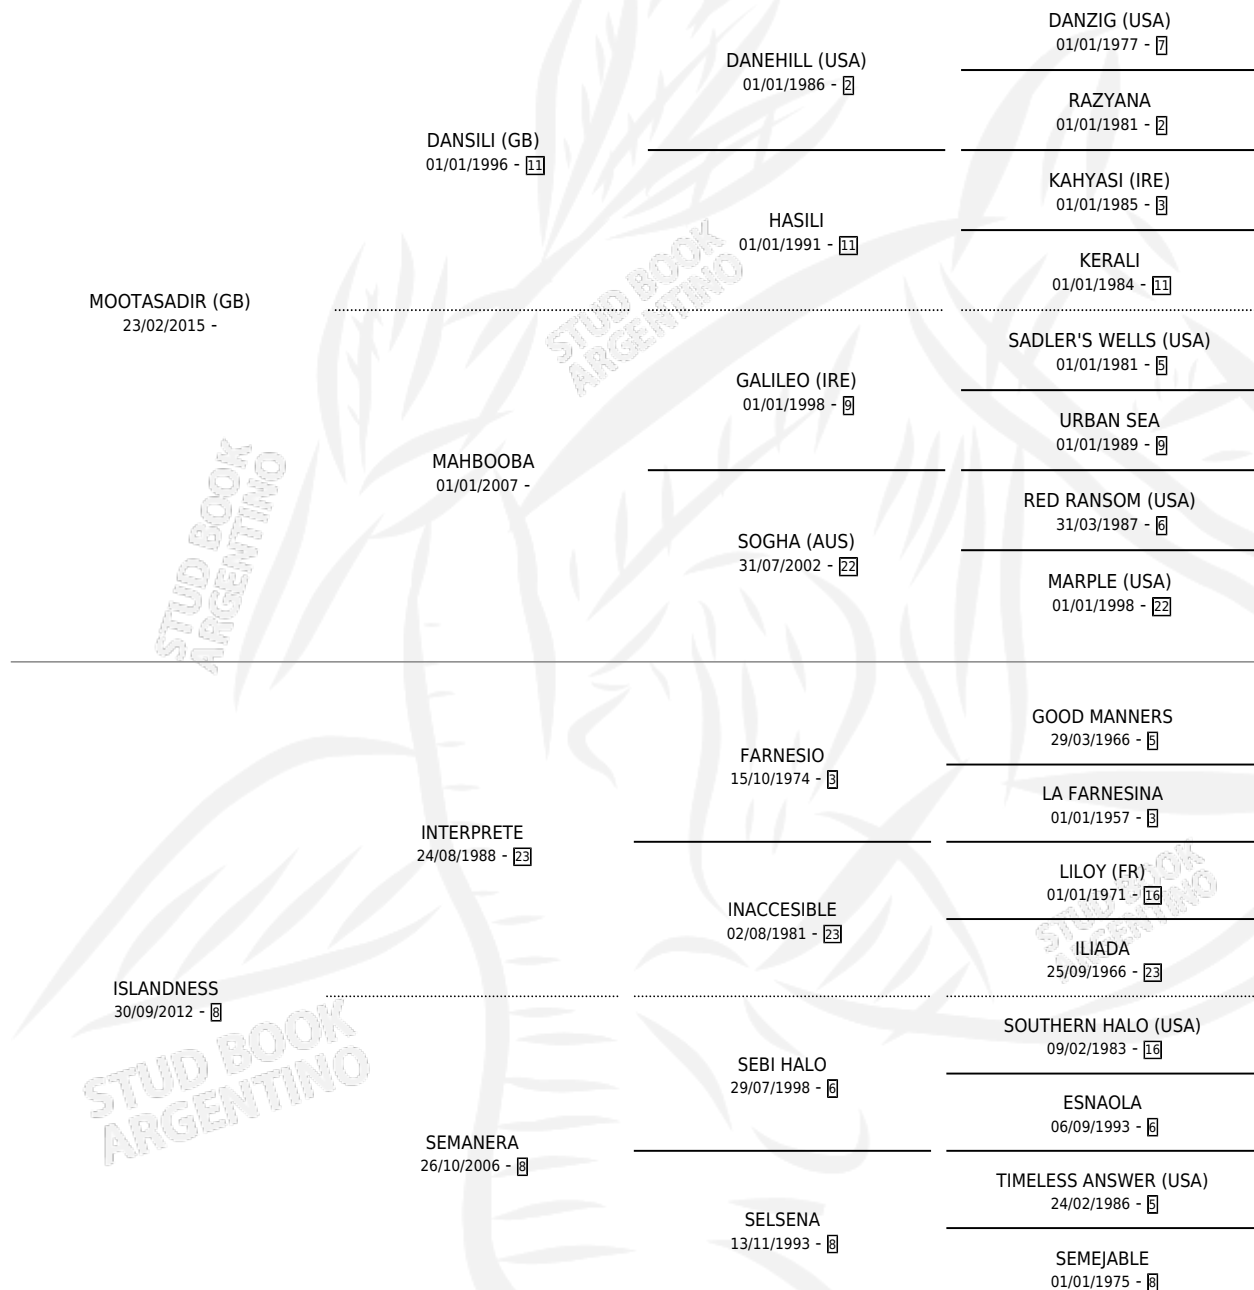 DANZIG (USA)
01/01/1977 - 7
DANEHILL (USA)
01/01/1986 - 2
RAZYANA
01/01/1981 - 2
DANSILI (GB)
01/01/1996 - 11
KAHYASI (IRE)
01/01/1985 - 3
HASILI
01/01/1991 - 11
KERALI
01/01/1984 - 11
MOOTASADIR (GB)
23/02/2015 -
SADLER'S WELLS (USA)
01/01/1981 - 5
GALILEO (IRE)
01/01/1998 - 9
URBAN SEA
01/01/1989 - 9
MAHBOOBA
01/01/2007 -
RED RANSOM (USA)
31/03/1987 - 6
SOGHA (AUS)
31/07/2002 - 22
MARPLE (USA)
01/01/1998 - 22
STUD BOOK
ARGENTINO
STUD BOOK
ARGENTINO
GOOD MANNERS
29/03/1966 - 5
FARNESIO
15/10/1974 - 3
LA FARNESINA
01/01/1957 - 3
INTERPRETE
24/08/1988 - 23
LILOY (FR)
01/01/1971 - 16
INACCESIBLE
02/08/1981 - 23
ILIADA
25/09/1966 - 23
STUD BOOK
ARGENTINO
ISLANDNESS
30/09/2012 - 8
SOUTHERN HALO (USA)
09/02/1983 - 16
SEBI HALO
29/07/1998 - 6
ESNAOLA
06/09/1993 - 6
STUD BOOK
ARGENTINO
SEMANERA
26/10/2006 - 8
TIMELESS ANSWER (USA)
24/02/1986 - 5
SELSENA
13/11/1993 - 8
SEMEJABLE
01/01/1975 - 8